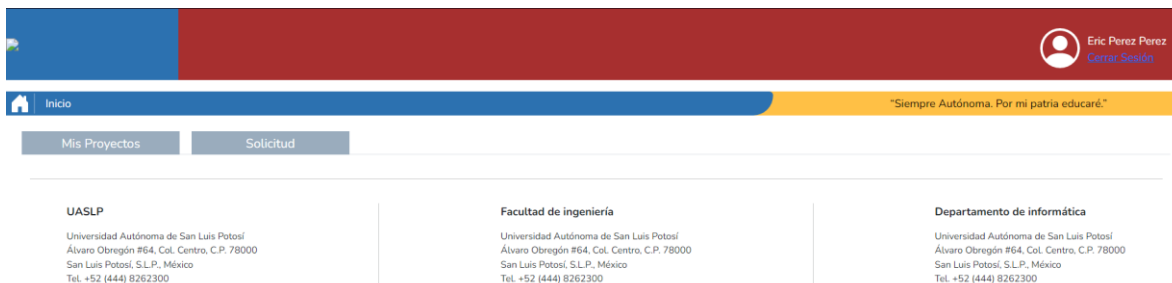 Eric Perez Perez
Cerrar Sesión
Inicio
"Siempre Autónoma. Por mi patria educaré."
Mis Proyectos
Solicitud
UASLP
Universidad Autónoma de San Luis Potosí
Álvaro Obregón #64, Col. Centro, C.P. 78000
San Luis Potosí, S.L.P., México
Tel. +52 (444) 8262300
Facultad de ingeniería
Universidad Autónoma de San Luis Potosí
Álvaro Obregón #64, Col. Centro, C.P. 78000
San Luis Potosí, S.L.P., México
Tel. +52 (444) 8262300
Departamento de informática
Universidad Autónoma de San Luis Potosí
Álvaro Obregón #64, Col. Centro, C.P. 78000
San Luis Potosí, S.L.P., México
Tel. +52 (444) 8262300